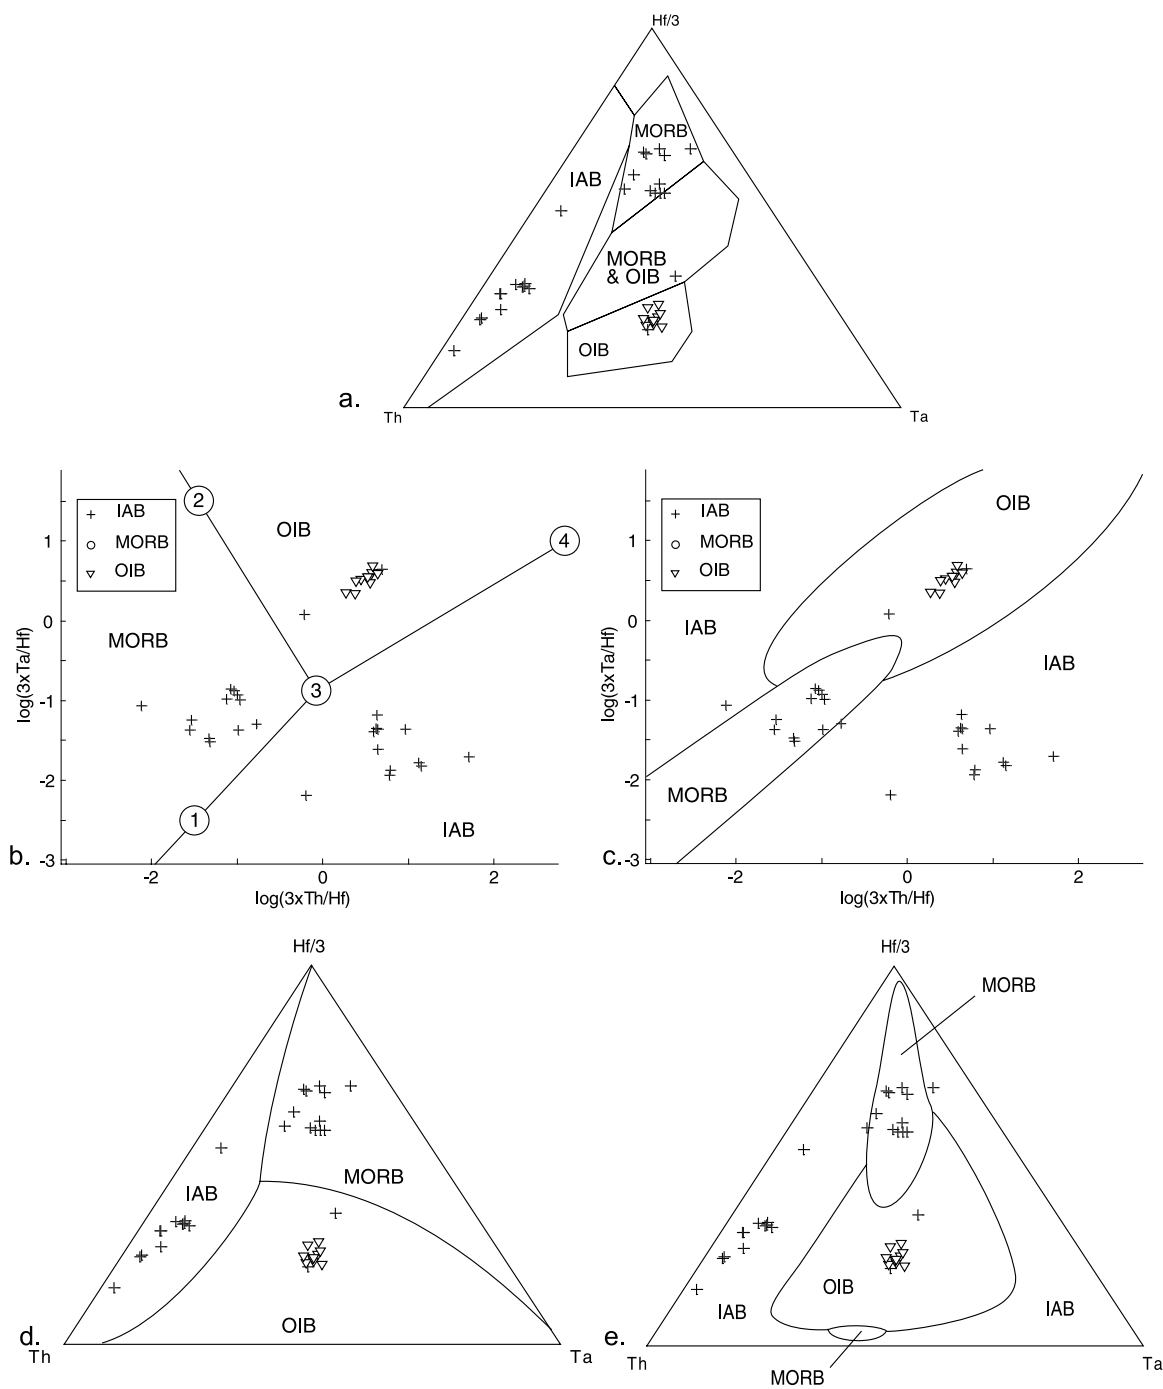 Hf/3
MORB
IAB
MORB
& OIB
OIB
a.
Th
Ta
2
IAB
MORB
OIB
OIB
4
1
0
-1
-2
-3
log(3xTa/Hf)
MORB
3
1
IAB
b.
-2
0
2
log(3xTh/Hf)
IAB
MORB
OIB
OIB
1
0
-1
-2
-3
log(3xTa/Hf)
IAB
IAB
MORB
c.
-2
0
2
log(3xTh/Hf)
Hf/3
IAB
MORB
OIB
d.
Th
Ta
Hf/3
MORB
OIB
IAB
IAB
MORB
e.
Th
Ta